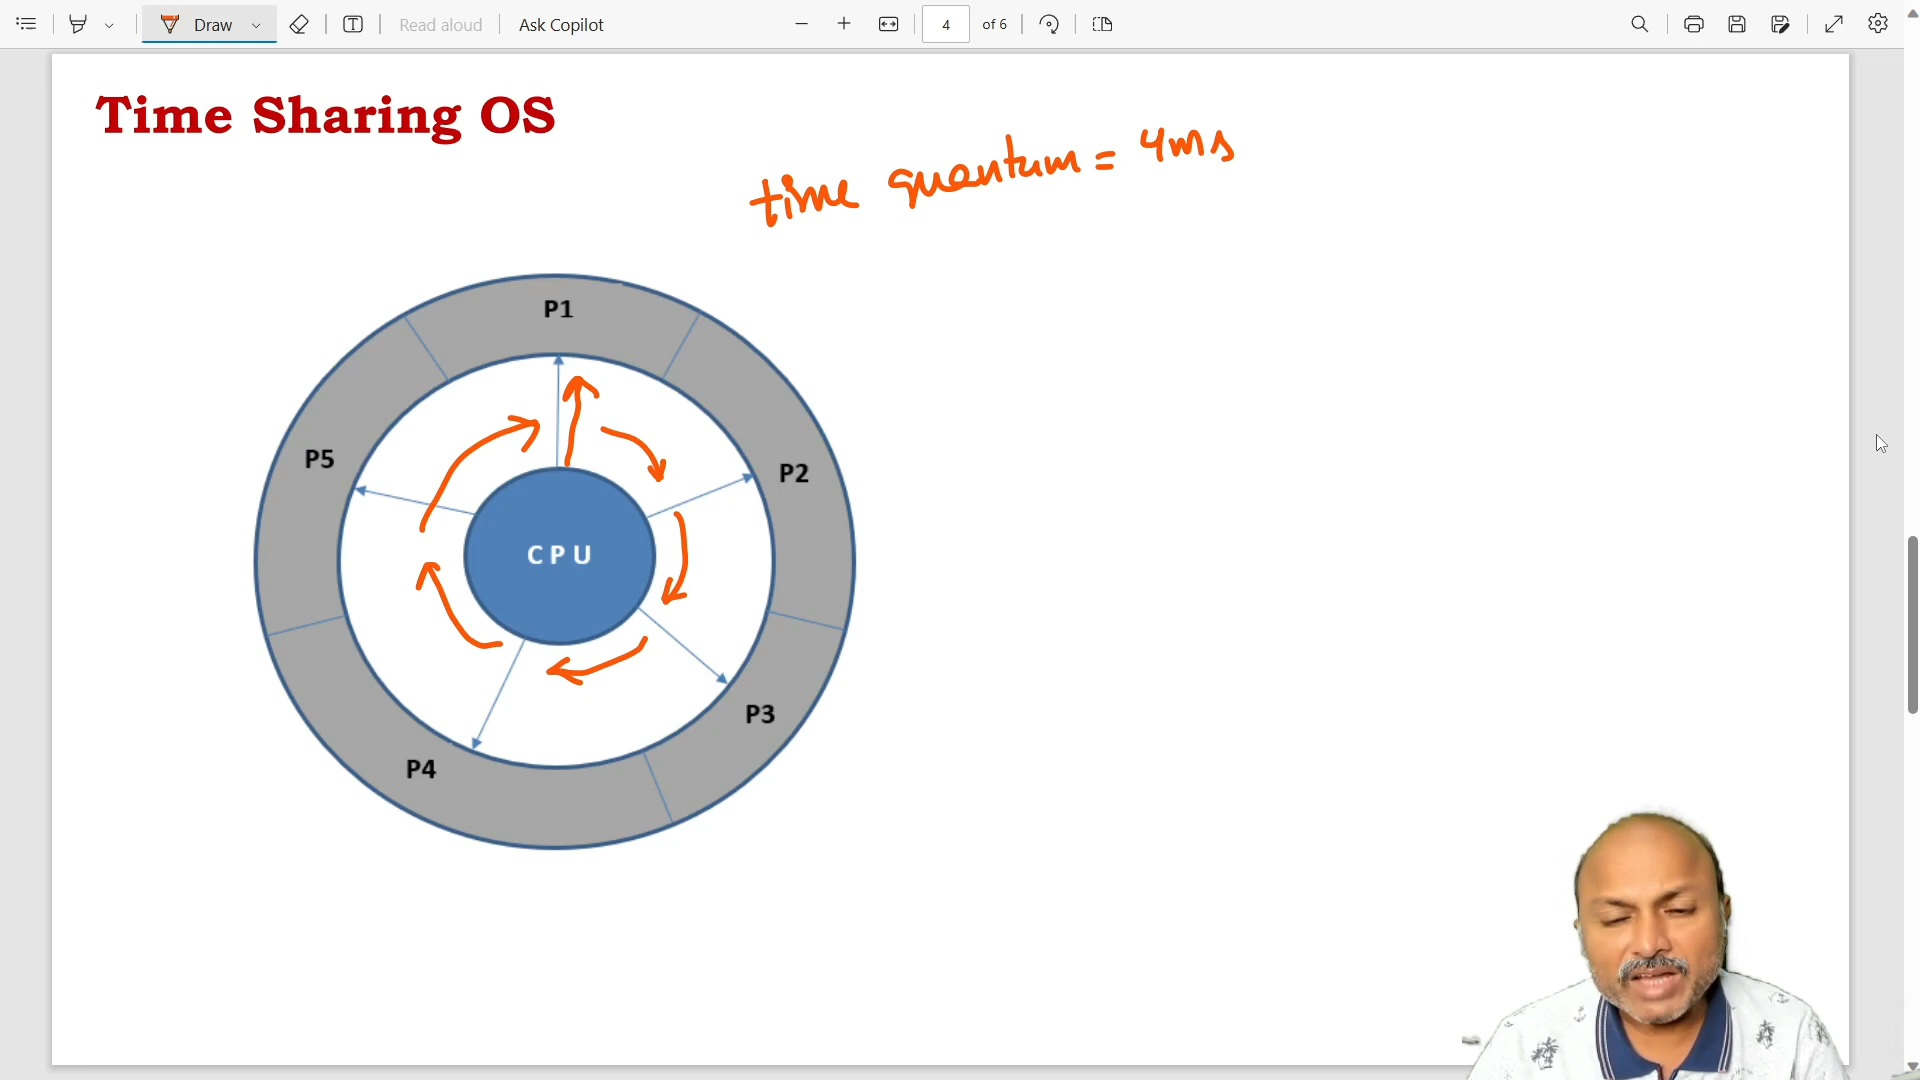 Draw
Read aloud
Ask Copilot
4
of 6
Time Sharing OS
time quantum = 4ms
P1
P5
P2
CPU
P3
P4